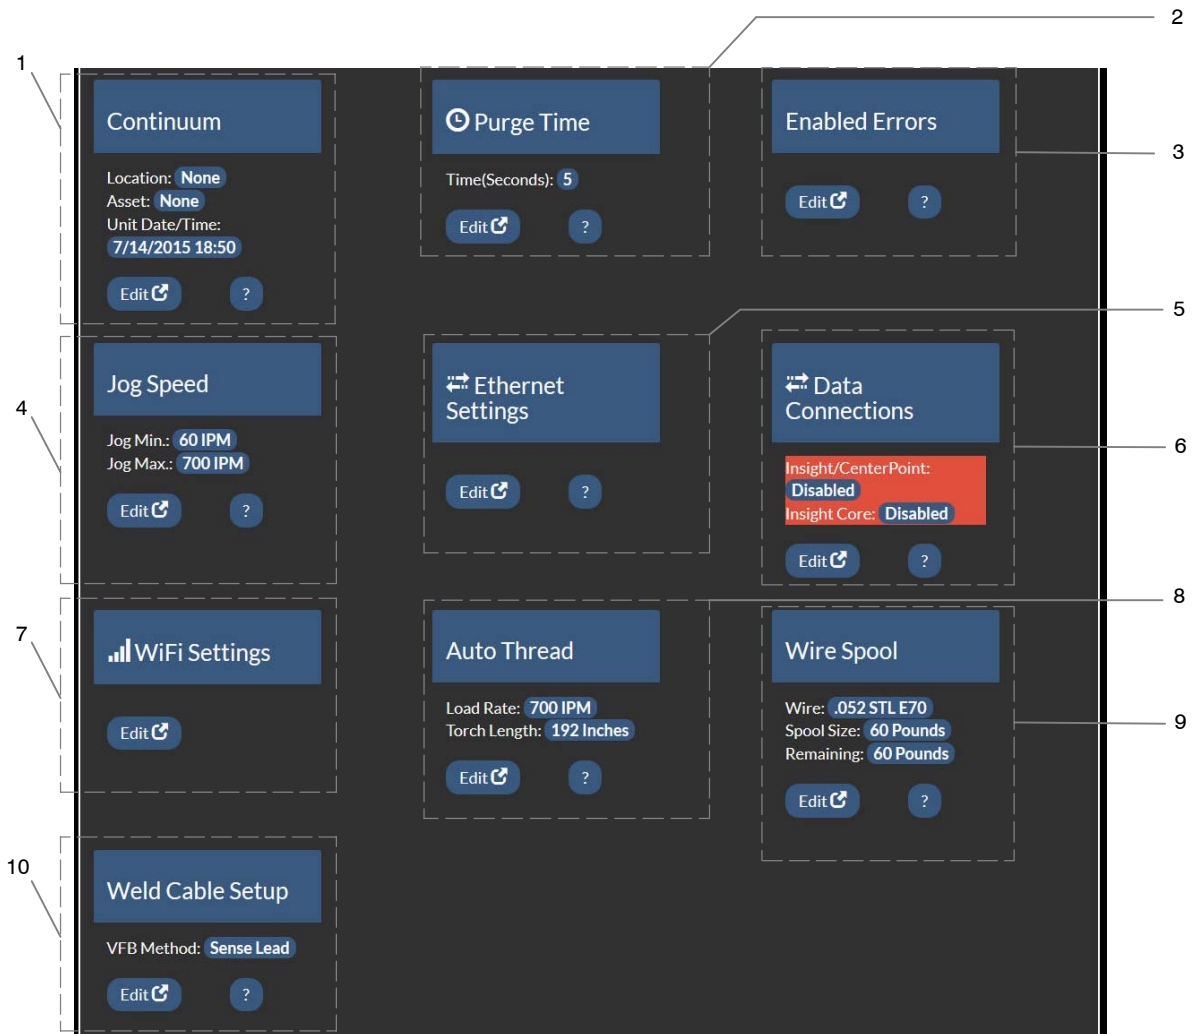 1
2
3
4
5
6
7
8
9
10
Continuum
Location: None
Asset: None
Unit Date/Time:
7/14/2015 18:50
Edit
?
Purge Time
Time(Seconds): 5
Edit
?
Enabled Errors
Edit
?
Jog Speed
Jog Min.: 60 IPM
Jog Max.: 700 IPM
Edit
?
Ethernet
Settings
Edit
?
Data
Connections
Insight/CenterPoint:
Disabled
Insight Core: Disabled
Edit
?
WiFi Settings
Edit
Auto Thread
Load Rate: 700 IPM
Torch Length: 192 Inches
Edit
?
Wire Spool
Wire: .052 STL E70
Spool Size: 60 Pounds
Remaining: 60 Pounds
Edit
?
Weld Cable Setup
VFB Method: Sense Lead
Edit
?